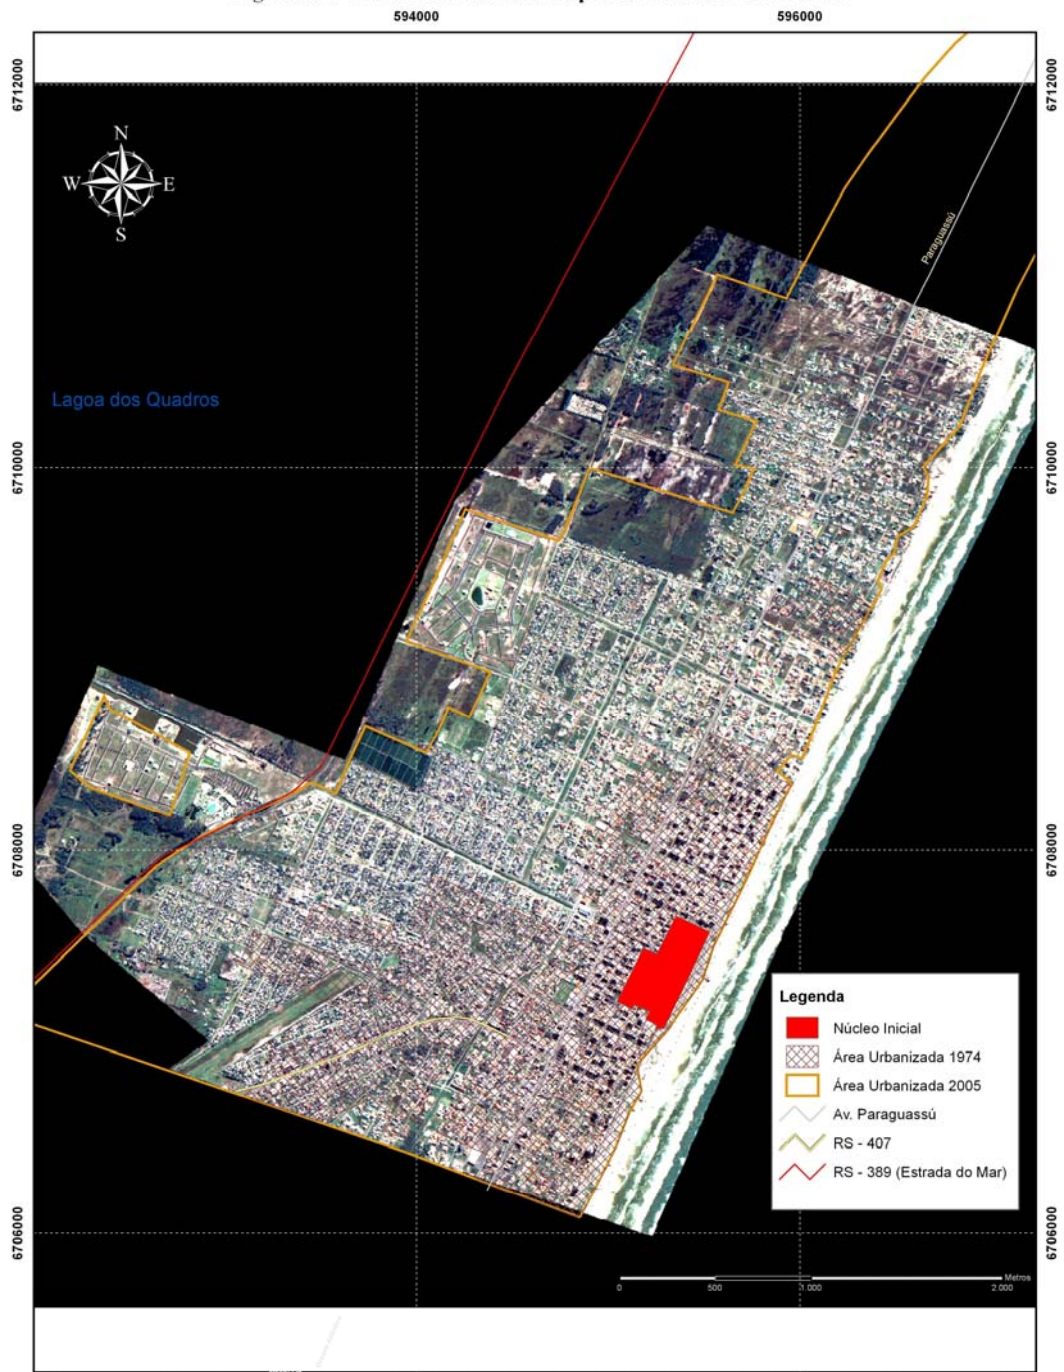 594000
596000
6712000
6712000
N
W
E
S
Paraguassú
Lagoa dos Quadros
6710000
6710000
6708000
6708000
Legenda
Núcleo Inicial
Área Urbanizada 1974
Área Urbanizada 2005
Av. Paraguassú
RS - 407
RS - 389 (Estrada do Mar)
6706000
6706000
Metros
0
500
1.000
2.000